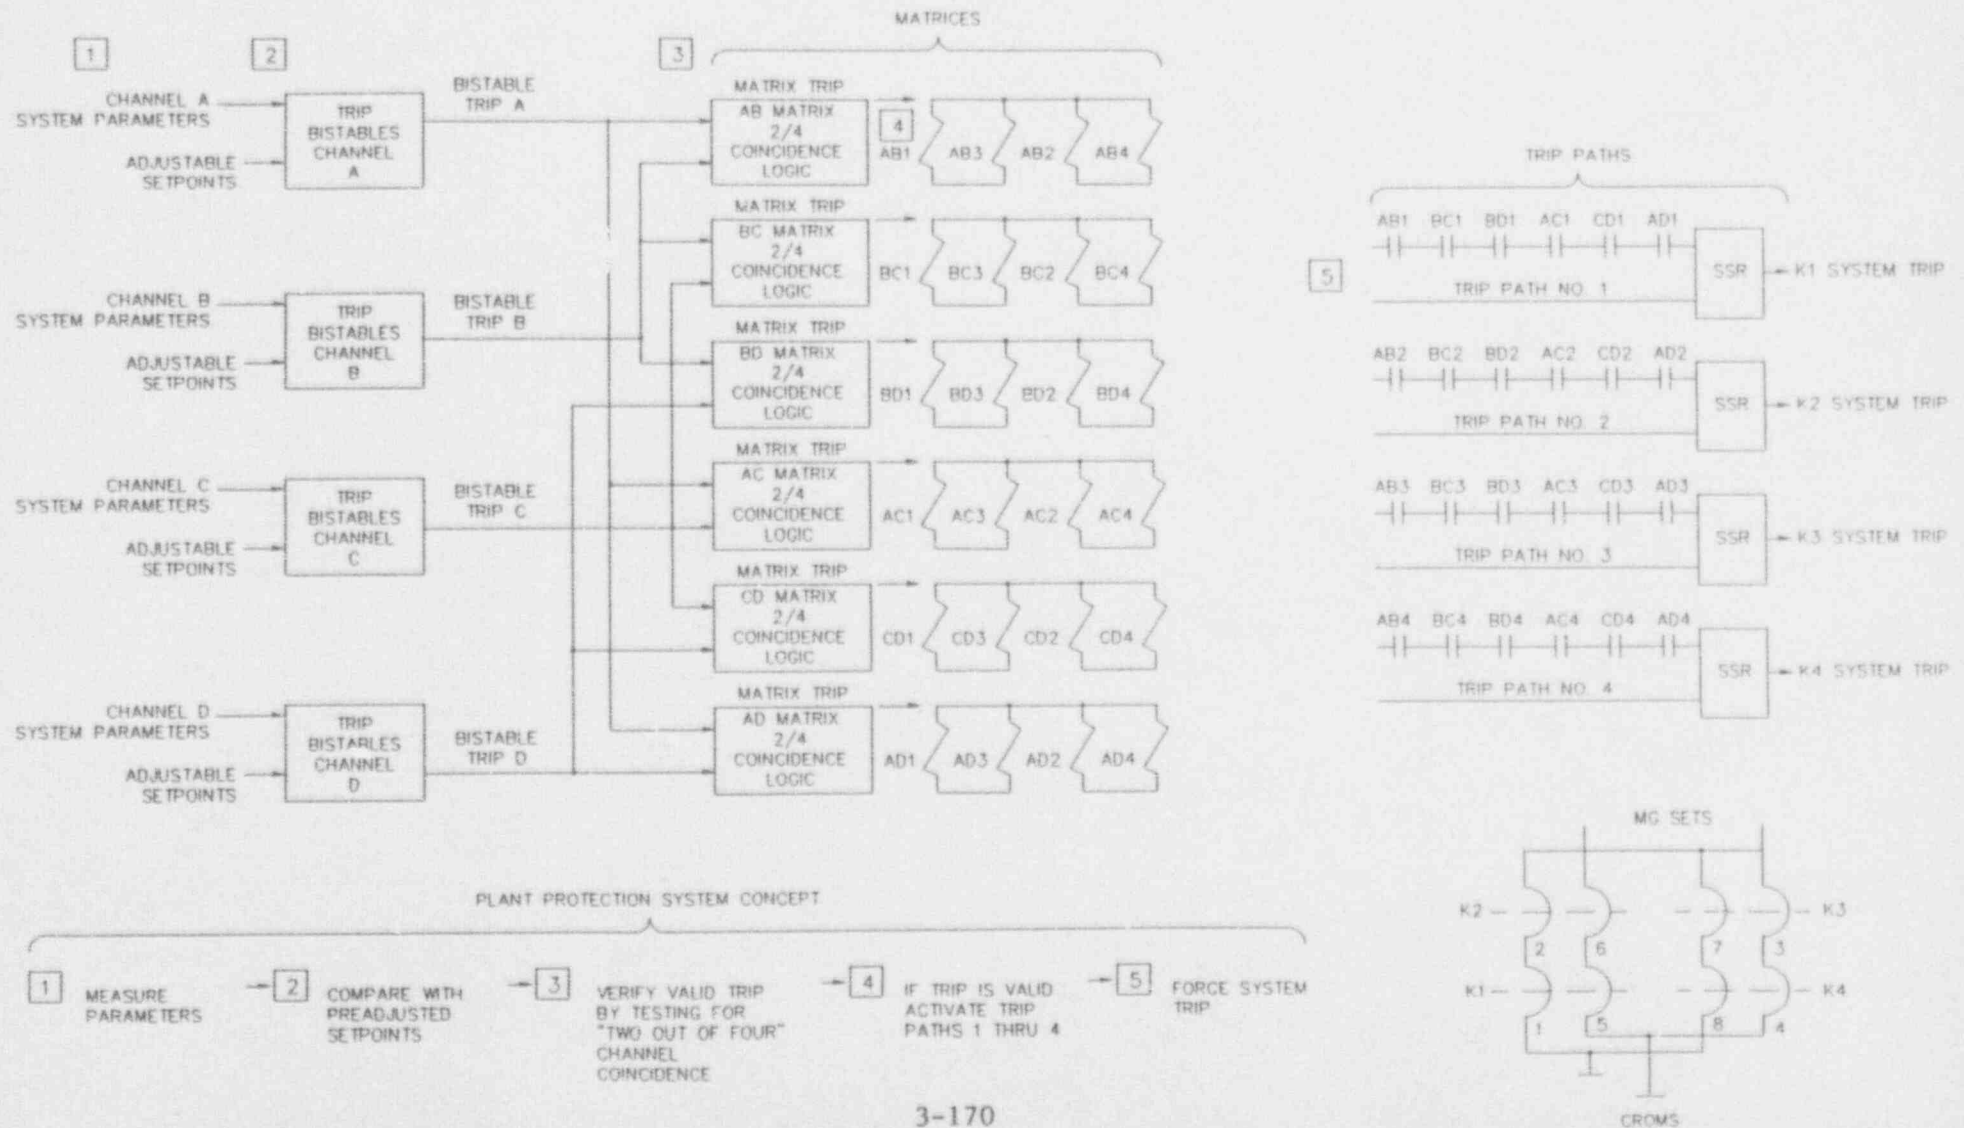 MATRICES
1
2
3
CHANNEL A
SYSTEM PARAMETERS
ADJUSTABLE
SETPOINTS
TRIP
BISTABLES
CHANNEL
A
BISTABLE
TRIP A
MATRIX TRIP
AB MATRIX
2/4
COINCIDENCE
LOGIC
4
AB1
AB3
AB2
AB4
MATRIX TRIP
BC MATRIX
2/4
COINCIDENCE
LOGIC
BC1
BC3
BC2
BC4
CHANNEL B
SYSTEM PARAMETERS
ADJUSTABLE
SETPOINTS
TRIP
BISTABLES
CHANNEL
B
BISTABLE
TRIP B
MATRIX TRIP
BD MATRIX
2/4
COINCIDENCE
LOGIC
BD1
BD3
BD2
BD4
CHANNEL C
SYSTEM PARAMETERS
ADJUSTABLE
SETPOINTS
TRIP
BISTABLES
CHANNEL
C
BISTABLE
TRIP C
MATRIX TRIP
AC MATRIX
2/4
COINCIDENCE
LOGIC
AC1
AC3
AC2
AC4
MATRIX TRIP
CD MATRIX
2/4
COINCIDENCE
LOGIC
CD1
CD3
CD2
CD4
CHANNEL D
SYSTEM PARAMETERS
ADJUSTABLE
SETPOINTS
TRIP
BISTABLES
CHANNEL
D
BISTABLE
TRIP D
MATRIX TRIP
AD MATRIX
2/4
COINCIDENCE
LOGIC
AD1
AD3
AD2
AD4
TRIP PATHS
5
AB1 BC1 BD1 AC1 CD1 AD1
SSR
K1 SYSTEM TRIP
TRIP PATH NO. 1
AB2 BC2 BD2 AC2 CD2 AD2
SSR
K2 SYSTEM TRIP
TRIP PATH NO. 2
AB3 BC3 BD3 AC3 CD3 AD3
SSR
K3 SYSTEM TRIP
TRIP PATH NO. 3
AB4 BC4 BD4 AC4 CD4 AD4
SSR
K4 SYSTEM TRIP
TRIP PATH NO. 4
MG SETS
K2
K3
2 6 7 3
K1
K4
1 5 8 4
CROMS
PLANT PROTECTION SYSTEM CONCEPT
1
MEASURE
PARAMETERS
2
COMPARE WITH
PREADJUSTED
SETPOINTS
3
VERIFY VALID TRIP
BY TESTING FOR
"TWO OUT OF FOUR"
CHANNEL
COINCIDENCE
4
IF TRIP IS VALID
ACTIVATE TRIP
PATHS 1 THRU 4
5
FORCE SYSTEM
TRIP
3-170